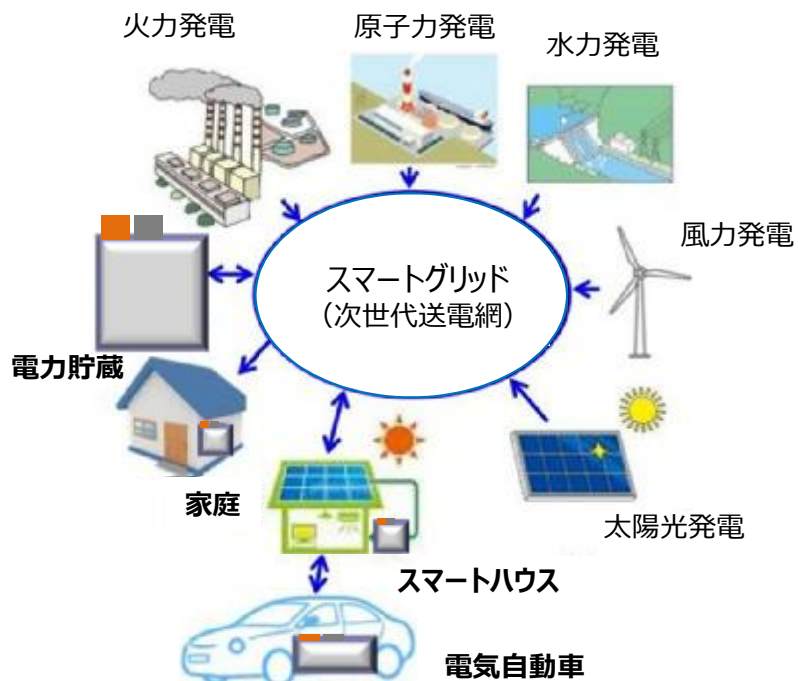 火力発電
原子力発電
水力発電
風力発電
スマートグリッド
（次世代送電網）
電力貯蔵
家庭
太陽光発電
スマートハウス
電気自動車